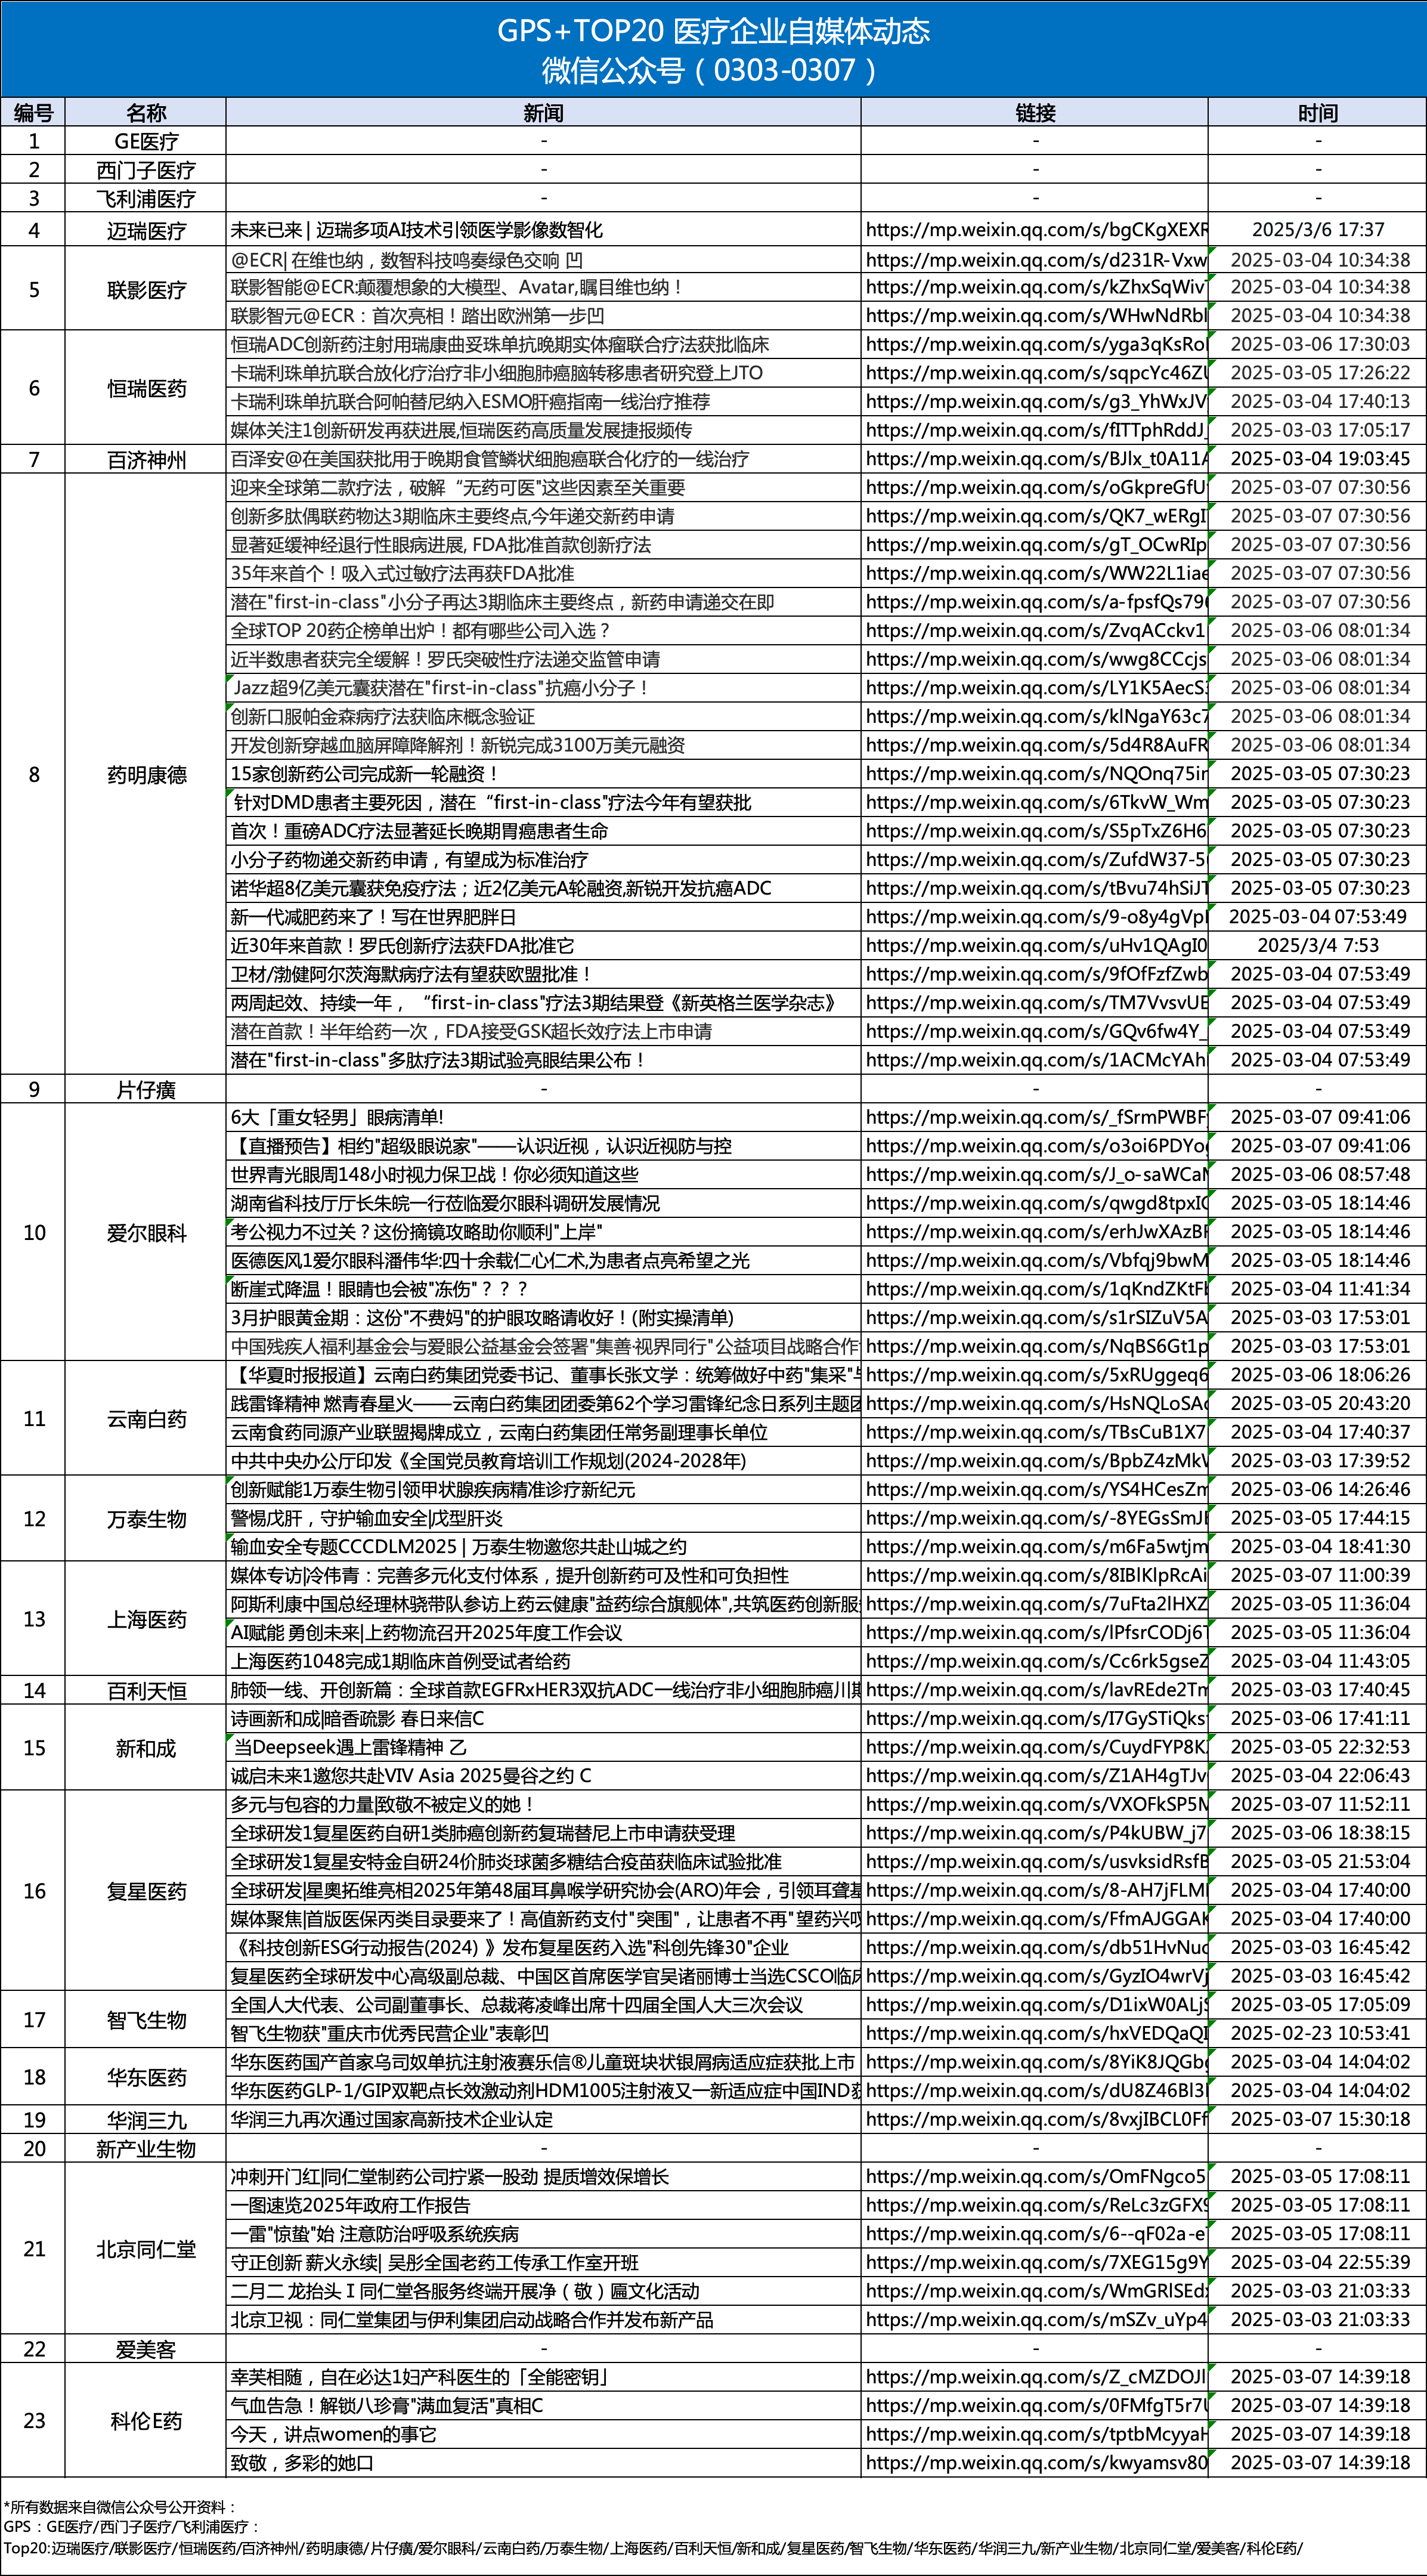 GPS+TOP20 医疗企业自媒体动态
微信公众号（0303-0307）
编号 名称 新闻 链接 时间
1 GE医疗 - - -
2 西门子医疗 - - -
3 飞利浦医疗 - - -
4 迈瑞医疗 未来已来 | 迈瑞多项AI技术引领医学影像数智化 https://mp.weixin.qq.com/s/bgCKgXEXR 2025/3/6 17:37
5 联影医疗 @ECR| 在维也纳，数智科技鸣奏绿色交响 凹 https://mp.weixin.qq.com/s/d231R-Vxw 2025-03-04 10:34:38
联影智能@ECR:颠覆想象的大模型、Avatar,瞩目维也纳！ https://mp.weixin.qq.com/s/kZhxSqWiv 2025-03-04 10:34:38
联影智元@ECR：首次亮相！踏出欧洲第一步凹 https://mp.weixin.qq.com/s/WHwNdRbl 2025-03-04 10:34:38
6 恒瑞医药 恒瑞ADC创新药注射用瑞康曲妥珠单抗晚期实体瘤联合疗法获批临床 https://mp.weixin.qq.com/s/yga3qKsRo 2025-03-06 17:30:03
卡瑞利珠单抗联合放化疗治疗非小细胞肺癌脑转移患者研究登上JTO https://mp.weixin.qq.com/s/sqpcYc46Z 2025-03-05 17:26:22
卡瑞利珠单抗联合阿帕替尼纳入ESMO肝癌指南一线治疗推荐 https://mp.weixin.qq.com/s/g3_YhWxJV 2025-03-04 17:40:13
媒体关注1创新研发再获进展,恒瑞医药高质量发展捷报频传 https://mp.weixin.qq.com/s/fITTphRddJ_ 2025-03-03 17:05:17
7 百济神州 百泽安@在美国获批用于晚期食管鳞状细胞癌联合化疗的一线治疗 https://mp.weixin.qq.com/s/BJlx_t0A11A 2025-03-04 19:03:45
8 药明康德 迎来全球第二款疗法，破解“无药可医"这些因素至关重要 https://mp.weixin.qq.com/s/oGkpreGfU 2025-03-07 07:30:56
创新多肽偶联药物达3期临床主要终点,今年递交新药申请 https://mp.weixin.qq.com/s/QK7_wERgI 2025-03-07 07:30:56
显著延缓神经退行性眼病进展, FDA批准首款创新疗法 https://mp.weixin.qq.com/s/gT_OCwRIp 2025-03-07 07:30:56
35年来首个！吸入式过敏疗法再获FDA批准 https://mp.weixin.qq.com/s/WW22L1iae 2025-03-07 07:30:56
潜在"first-in-class"小分子再达3期临床主要终点，新药申请递交在即 https://mp.weixin.qq.com/s/a-fpsfQs79 2025-03-07 07:30:56
全球TOP 20药企榜单出炉！都有哪些公司入选？ https://mp.weixin.qq.com/s/ZvqACckv1 2025-03-06 08:01:34
近半数患者获完全缓解！罗氏突破性疗法递交监管申请 https://mp.weixin.qq.com/s/wwg8CCcjs 2025-03-06 08:01:34
Jazz超9亿美元囊获潜在"first-in-class"抗癌小分子！ https://mp.weixin.qq.com/s/LY1K5AecS 2025-03-06 08:01:34
创新口服帕金森病疗法获临床概念验证 https://mp.weixin.qq.com/s/klNgaY63c7 2025-03-06 08:01:34
开发创新穿越血脑屏障降解剂！新锐完成3100万美元融资 https://mp.weixin.qq.com/s/5d4R8AuFR 2025-03-06 08:01:34
15家创新药公司完成新一轮融资！ https://mp.weixin.qq.com/s/NQOnq75ir 2025-03-05 07:30:23
针对DMD患者主要死因，潜在“first-in-class"疗法今年有望获批 https://mp.weixin.qq.com/s/6TkvW_Wm 2025-03-05 07:30:23
首次！重磅ADC疗法显著延长晚期胃癌患者生命 https://mp.weixin.qq.com/s/S5pTxZ6H6 2025-03-05 07:30:23
小分子药物递交新药申请，有望成为标准治疗 https://mp.weixin.qq.com/s/ZufdW37-5 2025-03-05 07:30:23
诺华超8亿美元囊获免疫疗法；近2亿美元A轮融资,新锐开发抗癌ADC https://mp.weixin.qq.com/s/tBvu74hSiJT 2025-03-05 07:30:23
新一代减肥药来了！写在世界肥胖日 https://mp.weixin.qq.com/s/9-o8y4gVp 2025-03-04 07:53:49
近30年来首款！罗氏创新疗法获FDA批准它 https://mp.weixin.qq.com/s/uHv1QAgI0 2025/3/4 7:53
卫材/渤健阿尔茨海默病疗法有望获欧盟批准！ https://mp.weixin.qq.com/s/9fOfFzfZwb 2025-03-04 07:53:49
两周起效、持续一年，“first-in-class"疗法3期结果登《新英格兰医学杂志》 https://mp.weixin.qq.com/s/TM7VvsvUE 2025-03-04 07:53:49
潜在首款！半年给药一次，FDA接受GSK超长效疗法上市申请 https://mp.weixin.qq.com/s/GQv6fw4Y_ 2025-03-04 07:53:49
潜在"first-in-class"多肽疗法3期试验亮眼结果公布！ https://mp.weixin.qq.com/s/1ACMcYAh 2025-03-04 07:53:49
9 片仔癀 - - -
10 爱尔眼科 6大「重女轻男」眼病清单! https://mp.weixin.qq.com/s/_fSrmPWBF 2025-03-07 09:41:06
【直播预告】相约"超级眼说家"——认识近视，认识近视防与控 https://mp.weixin.qq.com/s/o3oi6PDYo 2025-03-07 09:41:06
世界青光眼周148小时视力保卫战！你必须知道这些 https://mp.weixin.qq.com/s/J_o-saWCa 2025-03-06 08:57:48
湖南省科技厅厅长朱皖一行莅临爱尔眼科调研发展情况 https://mp.weixin.qq.com/s/qwgd8tpxI 2025-03-05 18:14:46
考公视力不过关？这份摘镜攻略助你顺利"上岸" https://mp.weixin.qq.com/s/erhJwXAzB 2025-03-05 18:14:46
医德医风1爱尔眼科潘伟华:四十余载仁心仁术,为患者点亮希望之光 https://mp.weixin.qq.com/s/Vbfqj9bwM 2025-03-05 18:14:46
断崖式降温！眼睛也会被"冻伤"？？？ https://mp.weixin.qq.com/s/1qKndZKtF 2025-03-04 11:41:34
3月护眼黄金期：这份"不费妈"的护眼攻略请收好！(附实操清单) https://mp.weixin.qq.com/s/s1rSIZuV5A 2025-03-03 17:53:01
中国残疾人福利基金会与爱眼公益基金会签署"集善·视界同行"公益项目战略合作 https://mp.weixin.qq.com/s/NqBS6Gt1p 2025-03-03 17:53:01
11 云南白药 【华夏时报报道】云南白药集团党委书记、董事长张文学：统筹做好中药"集采" https://mp.weixin.qq.com/s/5xRUggeq6 2025-03-06 18:06:26
践雷锋精神 燃青春星火——云南白药集团团委第62个学习雷锋纪念日系列主题团 https://mp.weixin.qq.com/s/HsNQLoSA 2025-03-05 20:43:20
云南食药同源产业联盟揭牌成立，云南白药集团任常务副理事长单位 https://mp.weixin.qq.com/s/TBsCuB1X7 2025-03-04 17:40:37
中共中央办公厅印发《全国党员教育培训工作规划(2024-2028年) https://mp.weixin.qq.com/s/BpbZ4zMk 2025-03-03 17:39:52
12 万泰生物 创新赋能1万泰生物引领甲状腺疾病精准诊疗新纪元 https://mp.weixin.qq.com/s/YS4HCesZm 2025-03-06 14:26:46
警惕戊肝，守护输血安全|戊型肝炎 https://mp.weixin.qq.com/s/-8YEGsSmJ 2025-03-05 17:44:15
输血安全专题CCCDLM2025 | 万泰生物邀您共赴山城之约 https://mp.weixin.qq.com/s/m6Fa5wtjm 2025-03-04 18:41:30
13 上海医药 媒体专访|冷伟青：完善多元化支付体系，提升创新药可及性和可负担性 https://mp.weixin.qq.com/s/8IBlKlpRcAi 2025-03-07 11:00:39
阿斯利康中国总经理林骁带队参访上药云健康"益药综合旗舰体",共筑医药创新服 https://mp.weixin.qq.com/s/7uFta2lHXZ 2025-03-05 11:36:04
AI赋能 勇创未来|上药物流召开2025年度工作会议 https://mp.weixin.qq.com/s/lPfsrCODj6 2025-03-05 11:36:04
上海医药1048完成1期临床首例受试者给药 https://mp.weixin.qq.com/s/Cc6rk5gseZ 2025-03-04 11:43:05
14 百利天恒 肺领一线、开创新篇：全球首款EGFRxHER3双抗ADC一线治疗非小细胞肺癌川期 https://mp.weixin.qq.com/s/lavREde2Tm 2025-03-03 17:40:45
15 新和成 诗画新和成|暗香疏影 春日来信C https://mp.weixin.qq.com/s/I7GySTiQks 2025-03-06 17:41:11
当Deepseek遇上雷锋精神 乙 https://mp.weixin.qq.com/s/CuydFYP8K 2025-03-05 22:32:53
诚启未来1邀您共赴VIV Asia 2025曼谷之约 C https://mp.weixin.qq.com/s/Z1AH4gTJv 2025-03-04 22:06:43
16 复星医药 多元与包容的力量|致敬不被定义的她！ https://mp.weixin.qq.com/s/VXOFkSP5M 2025-03-07 11:52:11
全球研发1复星医药自研1类肺癌创新药复瑞替尼上市申请获受理 https://mp.weixin.qq.com/s/P4kUBW_j7 2025-03-06 18:38:15
全球研发1复星安特金自研24价肺炎球菌多糖结合疫苗获临床试验批准 https://mp.weixin.qq.com/s/usvksidRsfB 2025-03-05 21:53:04
全球研发|星奥拓维亮相2025年第48届耳鼻喉学研究协会(ARO)年会，引领耳聋基 https://mp.weixin.qq.com/s/8-AH7jFLM 2025-03-04 17:40:00
媒体聚焦|首版医保丙类目录要来了！高值新药支付"突围"，让患者不再"望药兴叹 https://mp.weixin.qq.com/s/FfmAJGGAK 2025-03-04 17:40:00
《科技创新ESG行动报告(2024) 》发布复星医药入选"科创先锋30"企业 https://mp.weixin.qq.com/s/db51HvNuc 2025-03-03 16:45:42
复星医药全球研发中心高级副总裁、中国区首席医学官吴诸丽博士当选CSCO临床 https://mp.weixin.qq.com/s/GyzIO4wrVj 2025-03-03 16:45:42
17 智飞生物 全国人大代表、公司副董事长、总裁蒋凌峰出席十四届全国人大三次会议 https://mp.weixin.qq.com/s/D1ixW0ALj 2025-03-05 17:05:09
智飞生物获"重庆市优秀民营企业"表彰凹 https://mp.weixin.qq.com/s/hxVEDQaQI 2025-02-23 10:53:41
18 华东医药 华东医药国产首家乌司奴单抗注射液赛乐信®儿童斑块状银屑病适应症获批上市 https://mp.weixin.qq.com/s/8YiK8JQGb 2025-03-04 14:04:02
华东医药GLP-1/GIP双靶点长效激动剂HDM1005注射液又一新适应症中国IND获 https://mp.weixin.qq.com/s/dU8Z46Bl3 2025-03-04 14:04:02
19 华润三九 华润三九再次通过国家高新技术企业认定 https://mp.weixin.qq.com/s/8vxjIBCL0Ff 2025-03-07 15:30:18
20 新产业生物 - - -
21 北京同仁堂 冲刺开门红|同仁堂制药公司拧紧一股劲 提质增效保增长 https://mp.weixin.qq.com/s/OmFNgco5 2025-03-05 17:08:11
一图速览2025年政府工作报告 https://mp.weixin.qq.com/s/ReLc3zGFX 2025-03-05 17:08:11
一雷"惊蛰"始 注意防治呼吸系统疾病 https://mp.weixin.qq.com/s/6--qF02a-e 2025-03-05 17:08:11
守正创新 薪火永续| 吴彤全国老药工传承工作室开班 https://mp.weixin.qq.com/s/7XEG15g9Y 2025-03-04 22:55:39
二月二 龙抬头 I 同仁堂各服务终端开展净（敬）匾文化活动 https://mp.weixin.qq.com/s/WmGRlSEd 2025-03-03 21:03:33
北京卫视：同仁堂集团与伊利集团启动战略合作并发布新产品 https://mp.weixin.qq.com/s/mSZv_uYp4 2025-03-03 21:03:33
22 爱美客 - - -
23 科伦E药 幸芙相随，自在必达1妇产科医生的「全能密钥」 https://mp.weixin.qq.com/s/Z_cMZDOJl 2025-03-07 14:39:18
气血告急！解锁八珍膏"满血复活"真相C https://mp.weixin.qq.com/s/0FMfgT5r7 2025-03-07 14:39:18
今天，讲点women的事它 https://mp.weixin.qq.com/s/tptbMcyyaH 2025-03-07 14:39:18
致敬，多彩的她口 https://mp.weixin.qq.com/s/kwyamsv80 2025-03-07 14:39:18
*所有数据来自微信公众号公开资料：
GPS：GE医疗/西门子医疗/飞利浦医疗：
Top20:迈瑞医疗/联影医疗/恒瑞医药/百济神州/药明康德/片仔癀/爱尔眼科/云南白药/万泰生物/上海医药/百利天恒/新和成/复星医药/智飞生物/华东医药/华润三九/新产业生物/北京同仁堂/爱美客/科伦E药/